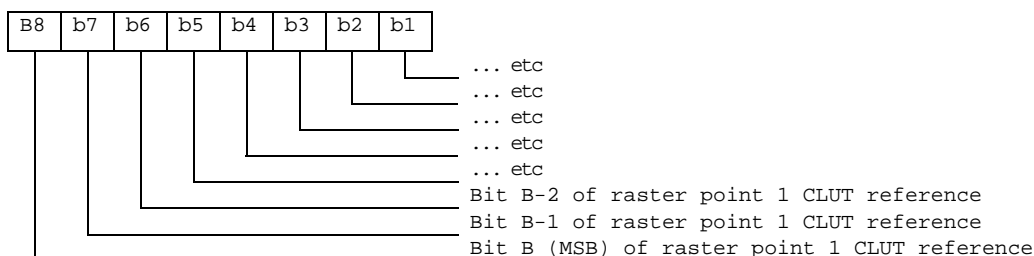 B8 b7 b6 b5 b4 b3 b2 b1
... etc
... etc
... etc
... etc
... etc
Bit B-2 of raster point 1 CLUT reference
Bit B-1 of raster point 1 CLUT reference
Bit B (MSB) of raster point 1 CLUT reference